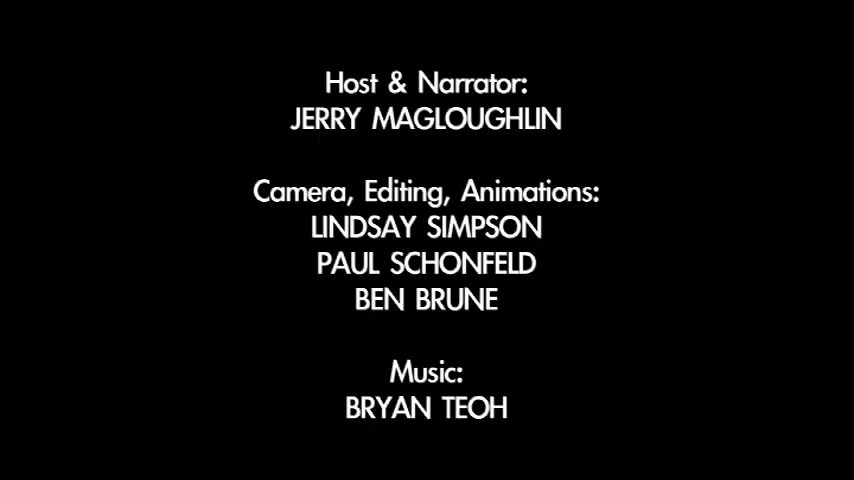 Host & Narrator:
JERRY MAGLOUGHLIN
Camera, Editing, Animations:
LINDSAY SIMPSON
PAUL SCHONFELD
BEN BRUNE
Music:
BRYAN TEOH